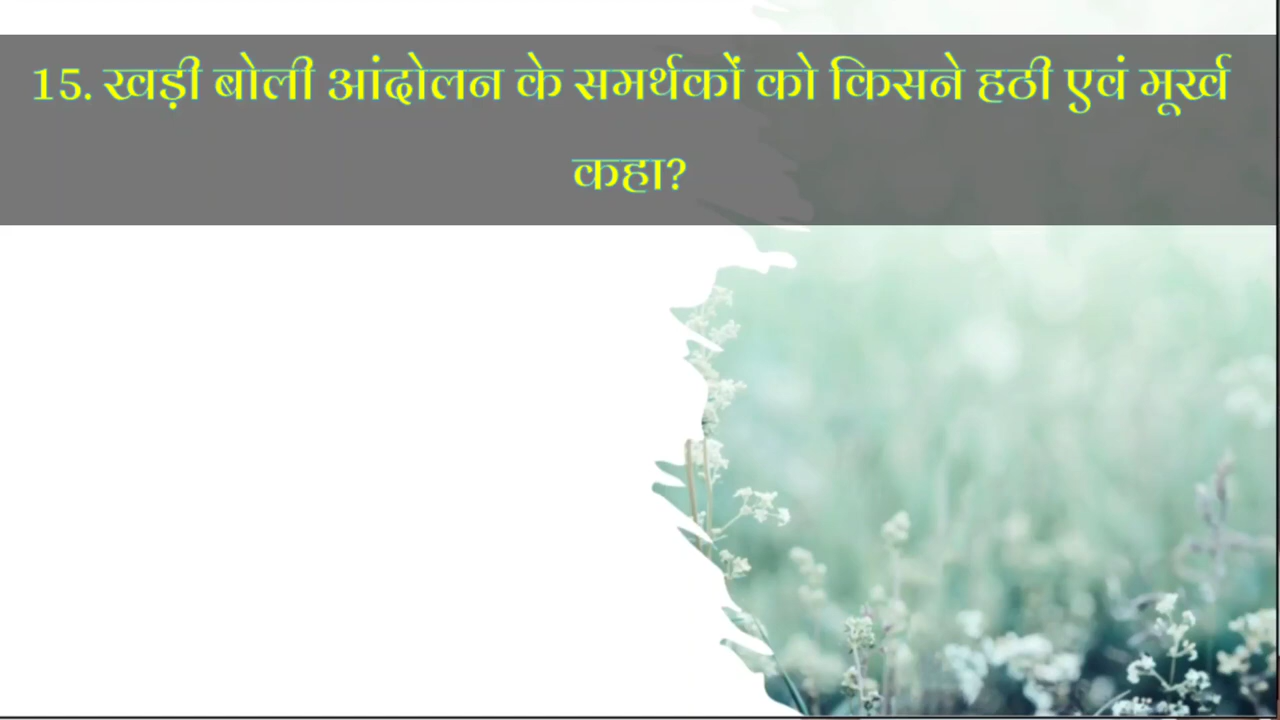 15. खड़ी बोली आंदोलन के समर्थकों को किसने हठी एवं मूर्ख
कहा?